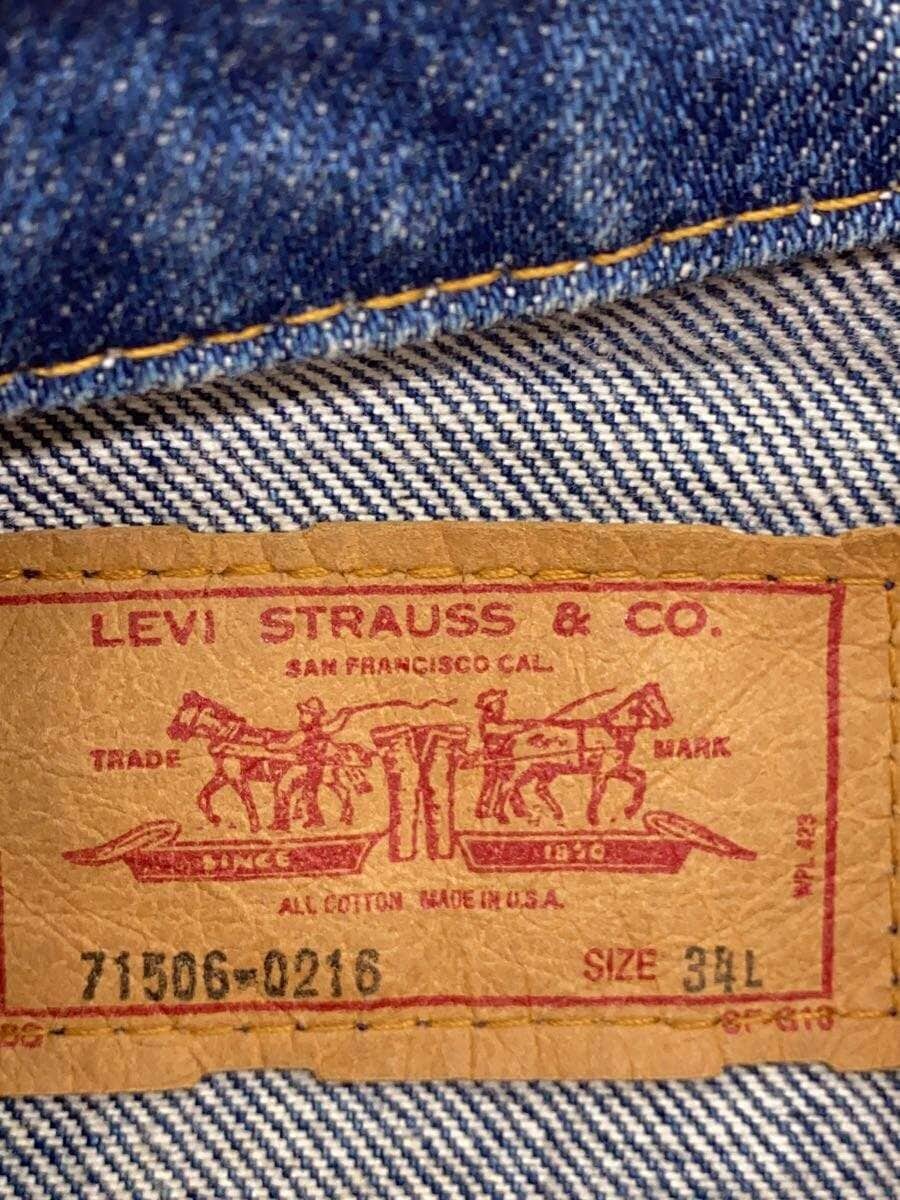 LEVI STRAUSS & CO.
SAN FRANCISCO CAL.
TRADE MARK
SINCE 1850
ALL COTTON MADE IN U.S.A.
WPL 423
71506-0216 SIZE 34L